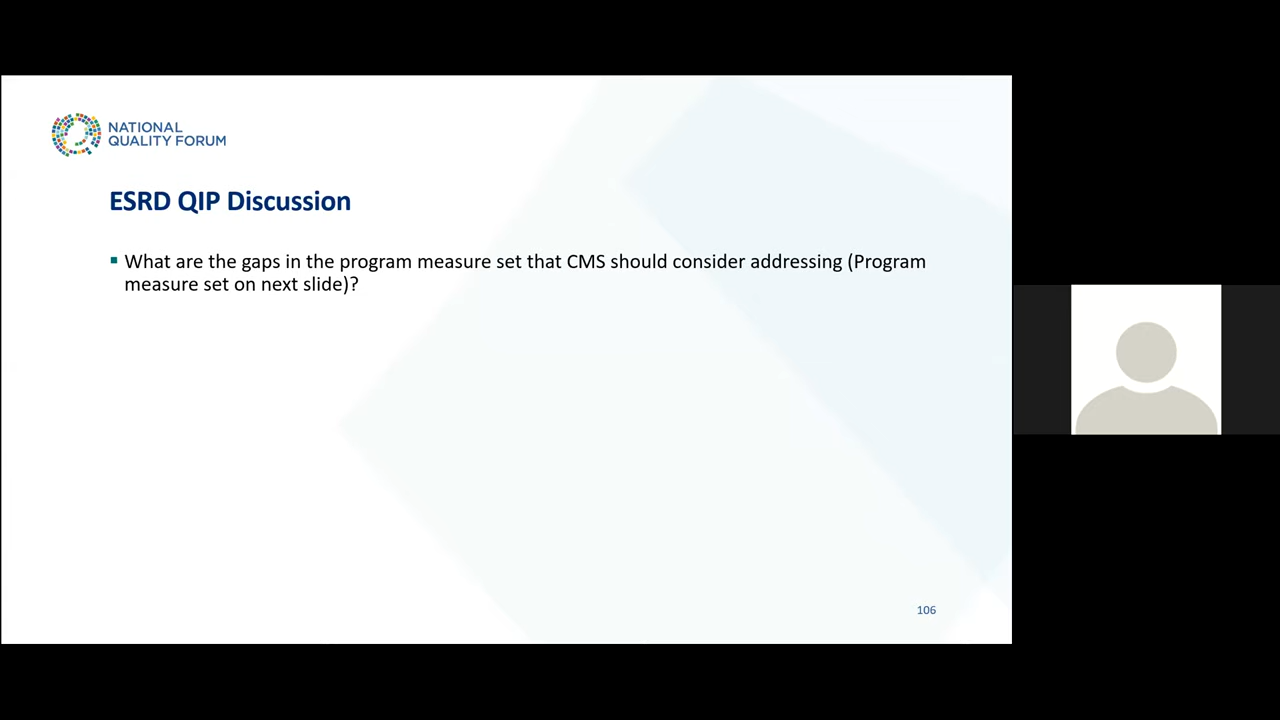 NATIONAL
QUALITY FORUM
ESRD QIP Discussion
What are the gaps in the program measure set that CMS should consider addressing (Program
measure set on next slide)?
106